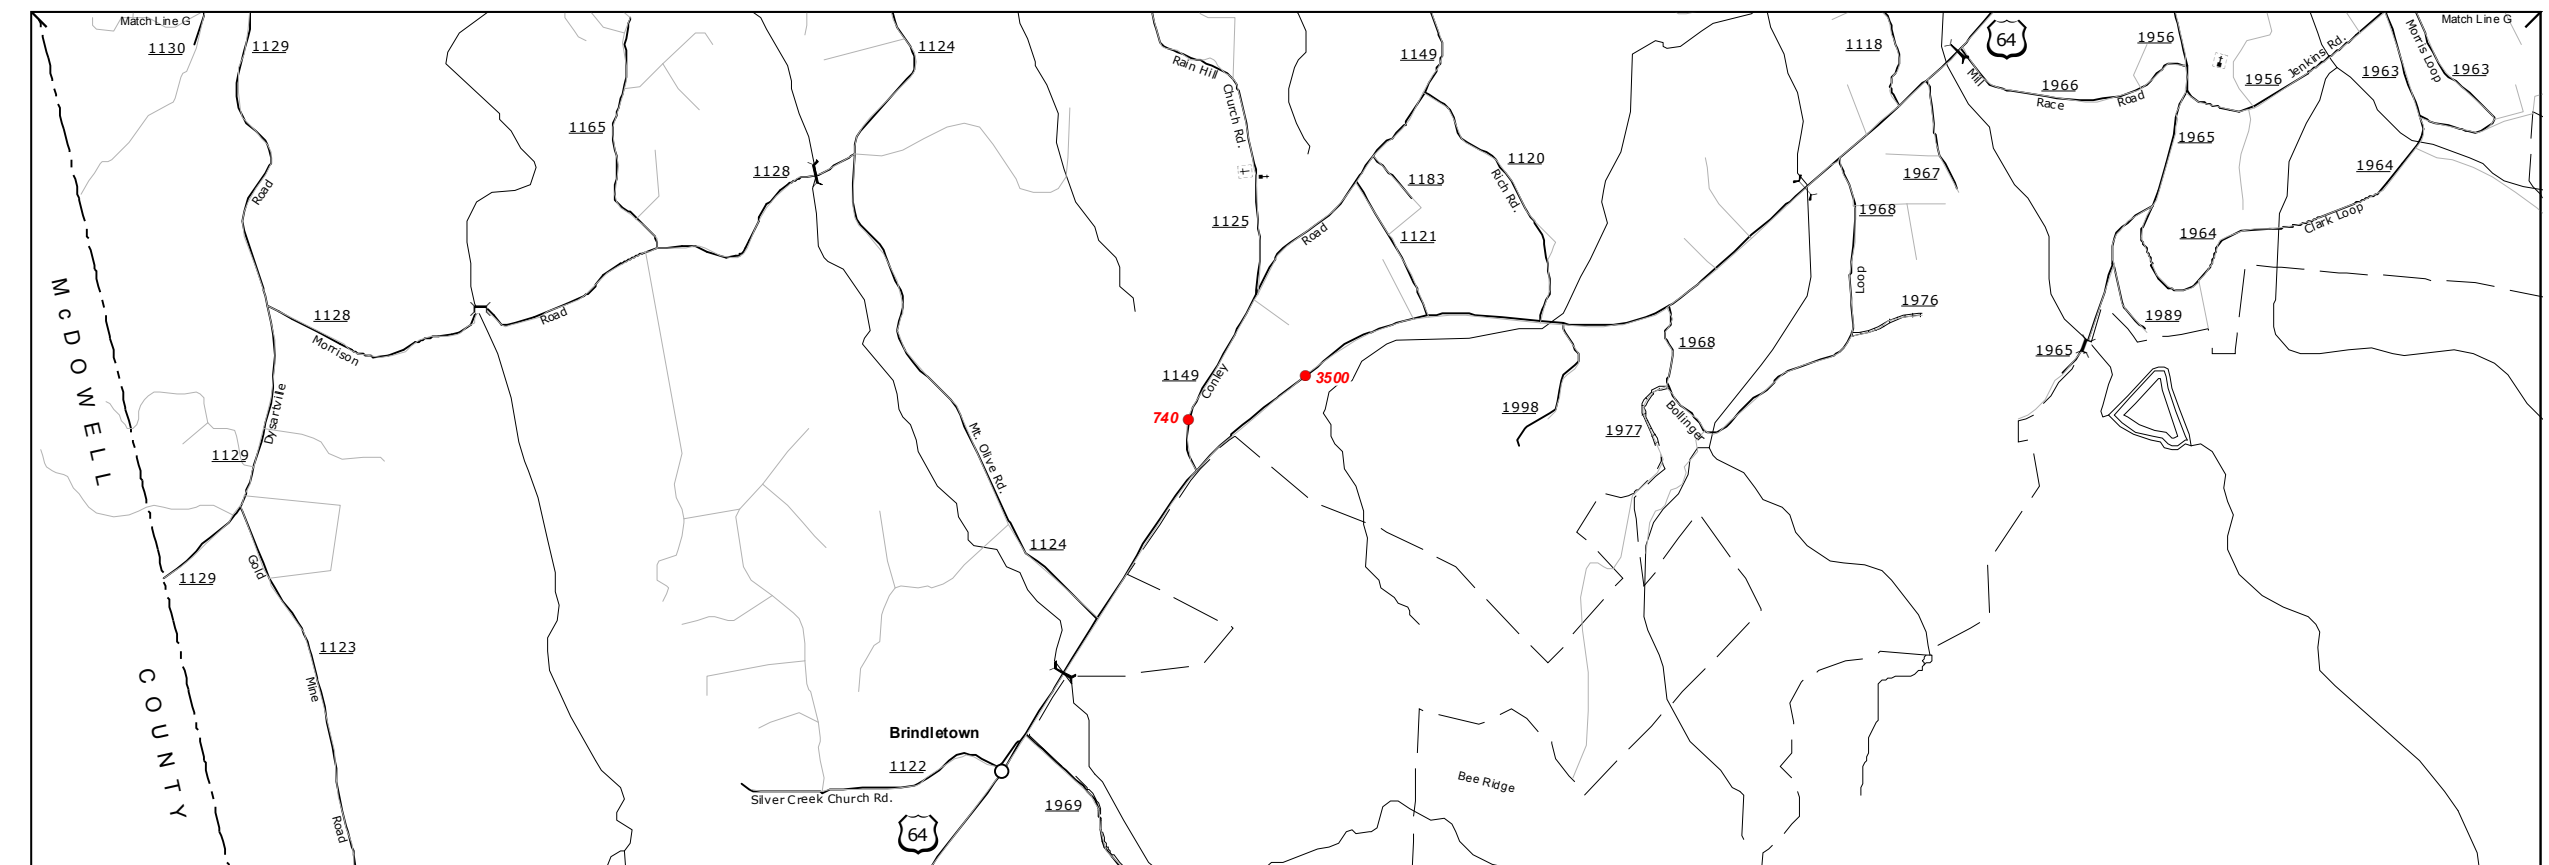 Match Line G
Match Line G
1130
1129
1124
1149
1118
64
1956
1956
Jenkins Rd.
1963
Morris Loop
1963
Rain Hill
Church Rd.
Mill
1966
Race
Road
1165
1128
1120
1965
1183
Rich Rd.
1967
1964
Road
1125
1968
1121
Road
1964
Clark Loop
McDOWELL
Loop
1976
1128
Road
1989
Morrison
1968
1965
1149
Conley
3500
740
1998
Bollinger
1977
Dysartville
1129
Mt. Olive Rd.
1124
Gold
1129
1123
Mine
COUNTY
Brindletown
1122
Bee Ridge
Silver Creek Church Rd.
1969
Road
64